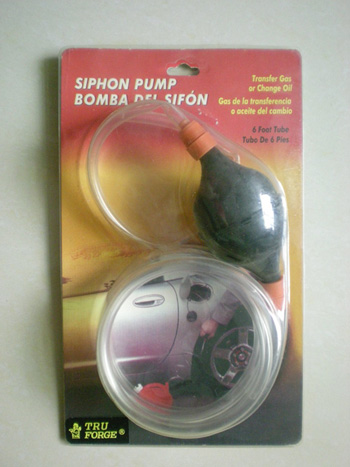 SIPHON PUMP
BOMBA DEL SIFÓN
Transfer Gas
or Change Oil
Gas de la transferencia
o aceite del cambio
6 Foot Tube
Tubo De 6 Pies
TRU
FORGE®